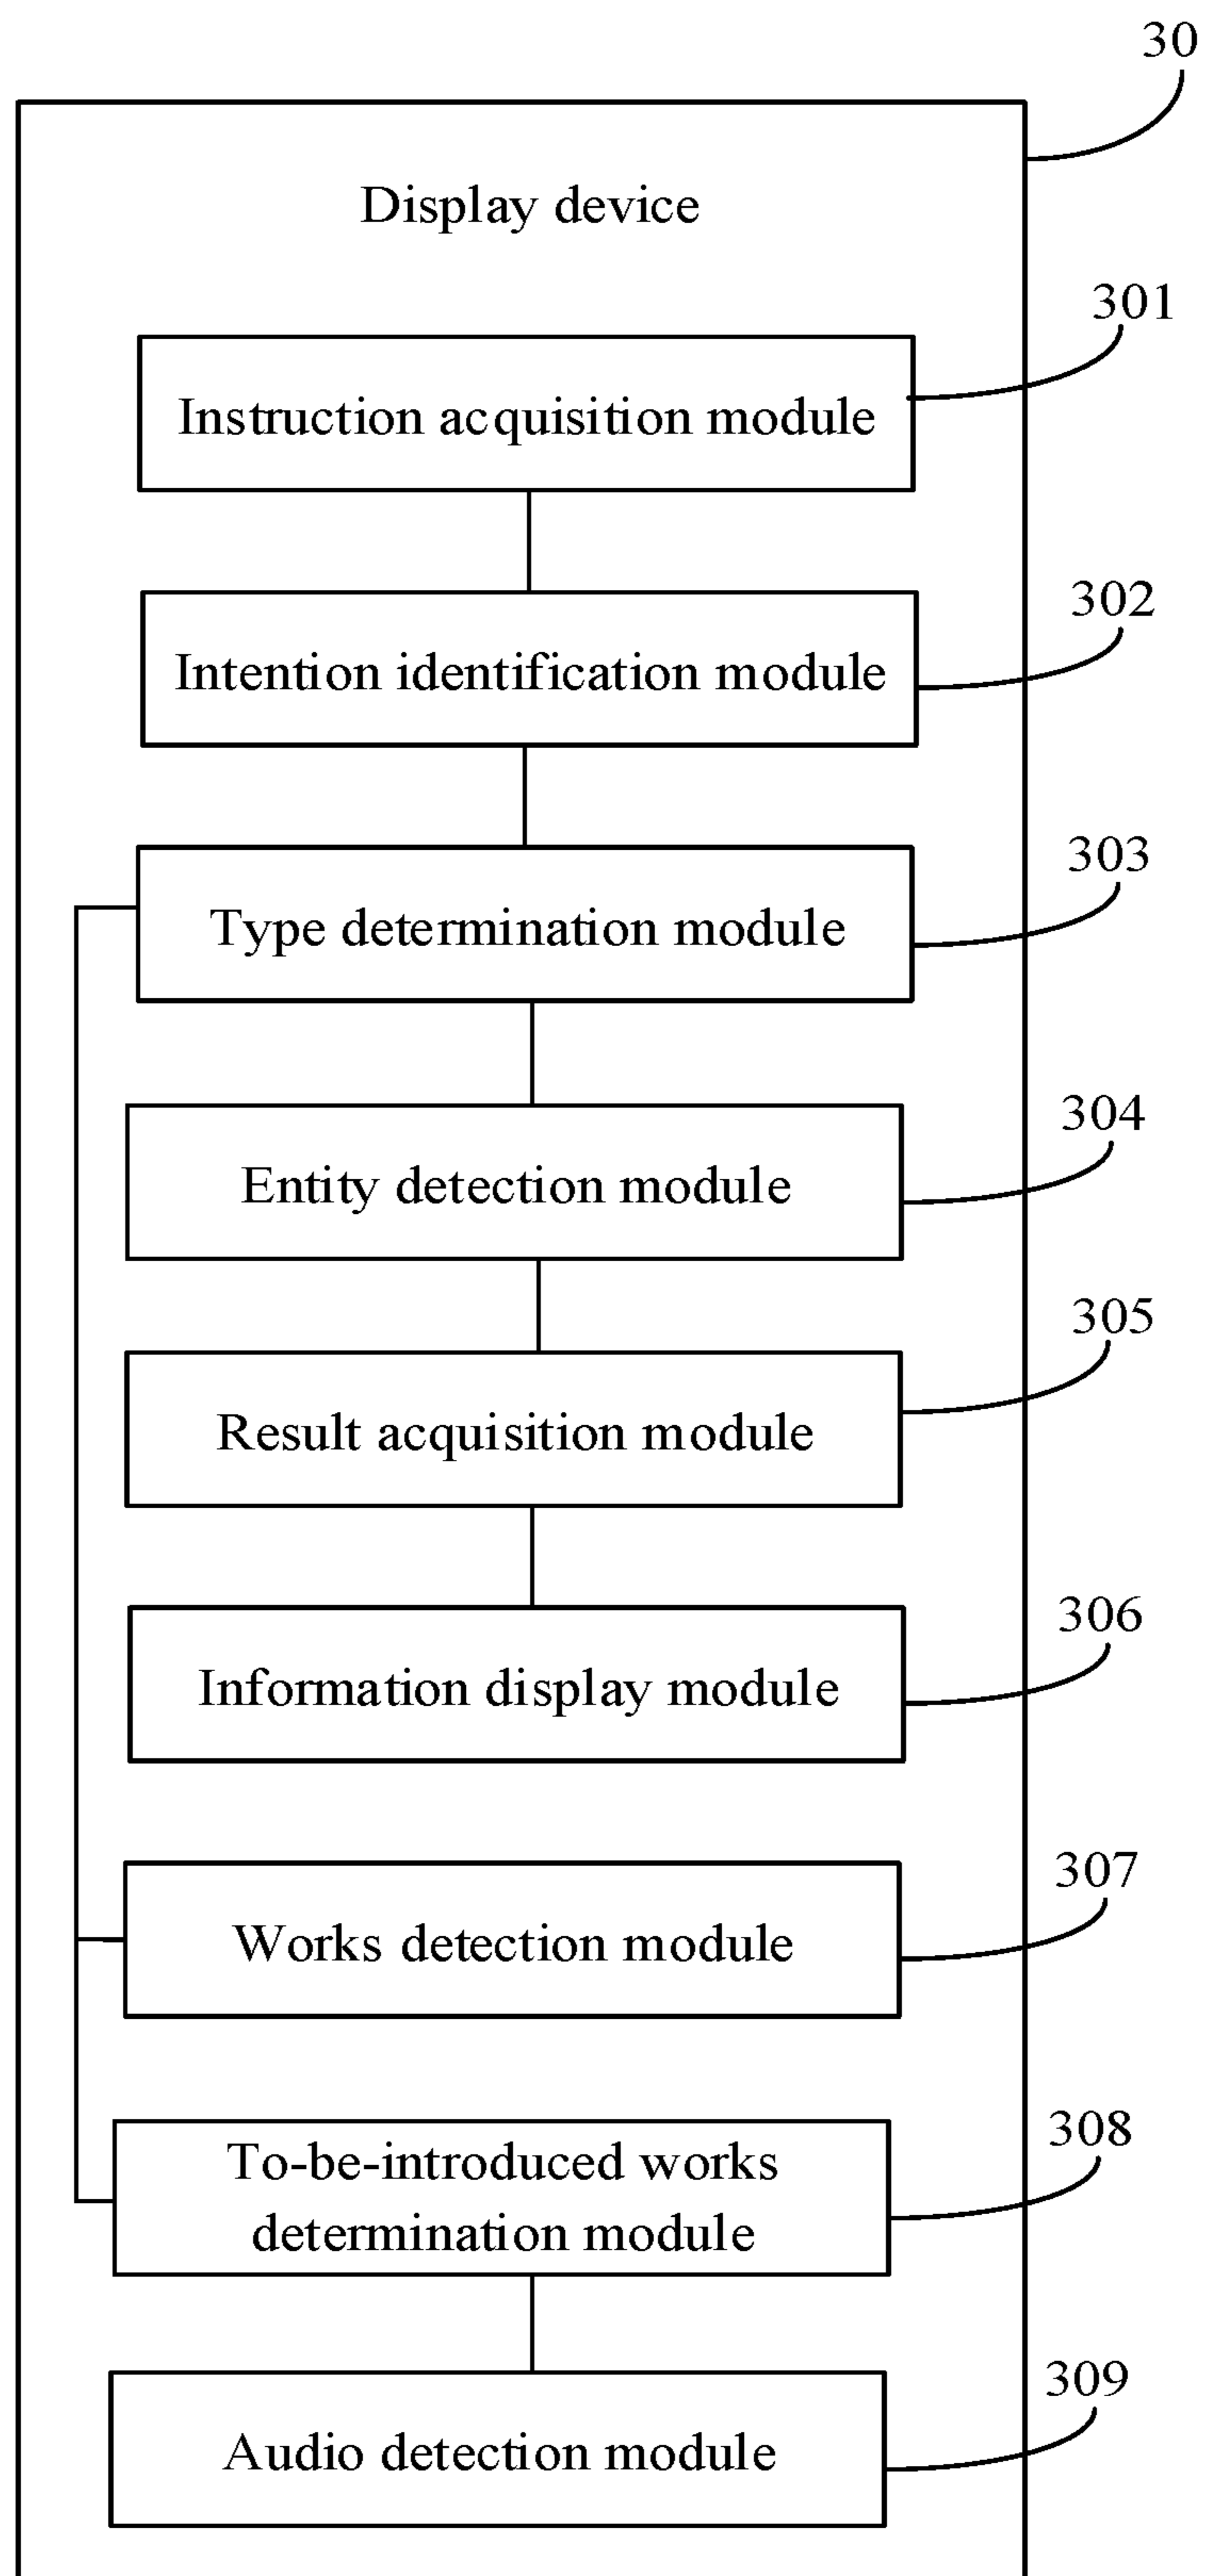 30
Display device
301
Instruction acquisition module
302
Intention identification module
303
Type determination module
304
Entity detection module
305
Result acquisition module
306
Information display module
307
Works detection module
308
To-be-introduced works
determination module
309
Audio detection module